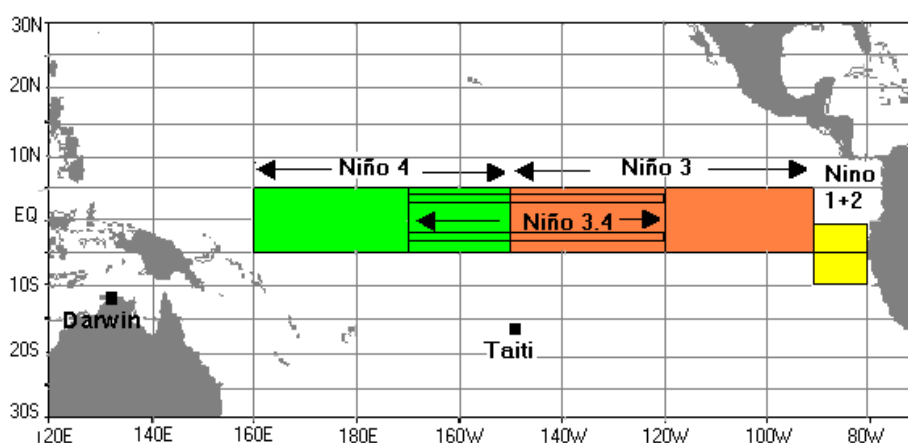 30N
20N
10N
EQ
10S
20S
30S
Niño 4
Niño 3
Nino
1+2
Niño 3.4
Darwin
Taiti
120E 140E 160E 180E 160W 140W 120W 100W 80W